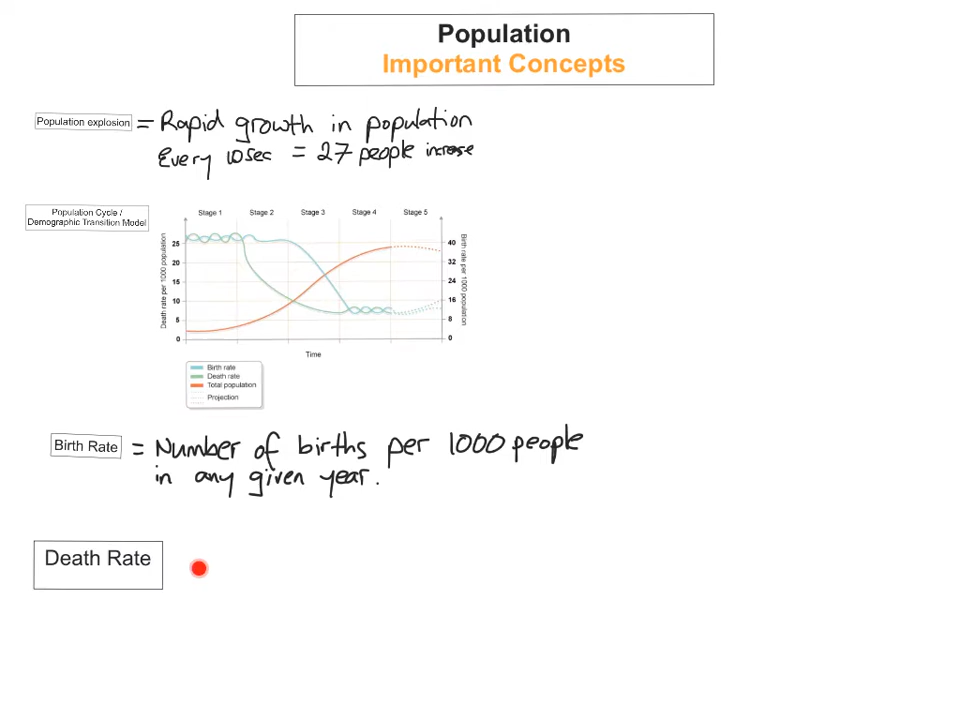 Population
Important Concepts
Population explosion = Rapid growth in population
Every 10sec = 27 people increase
Population Cycle /
Demographic Transition Model
Stage 1 Stage 2 Stage 3 Stage 4 Stage 5
Death rate per 1000 population
25
20
15
10
5
0
40
32
24
16
8
0
Birth rate per 1000 population
Time
Birth rate
Death rate
Total population
Projection
Birth Rate = Number of births per 1000 people
in any given year.
Death Rate